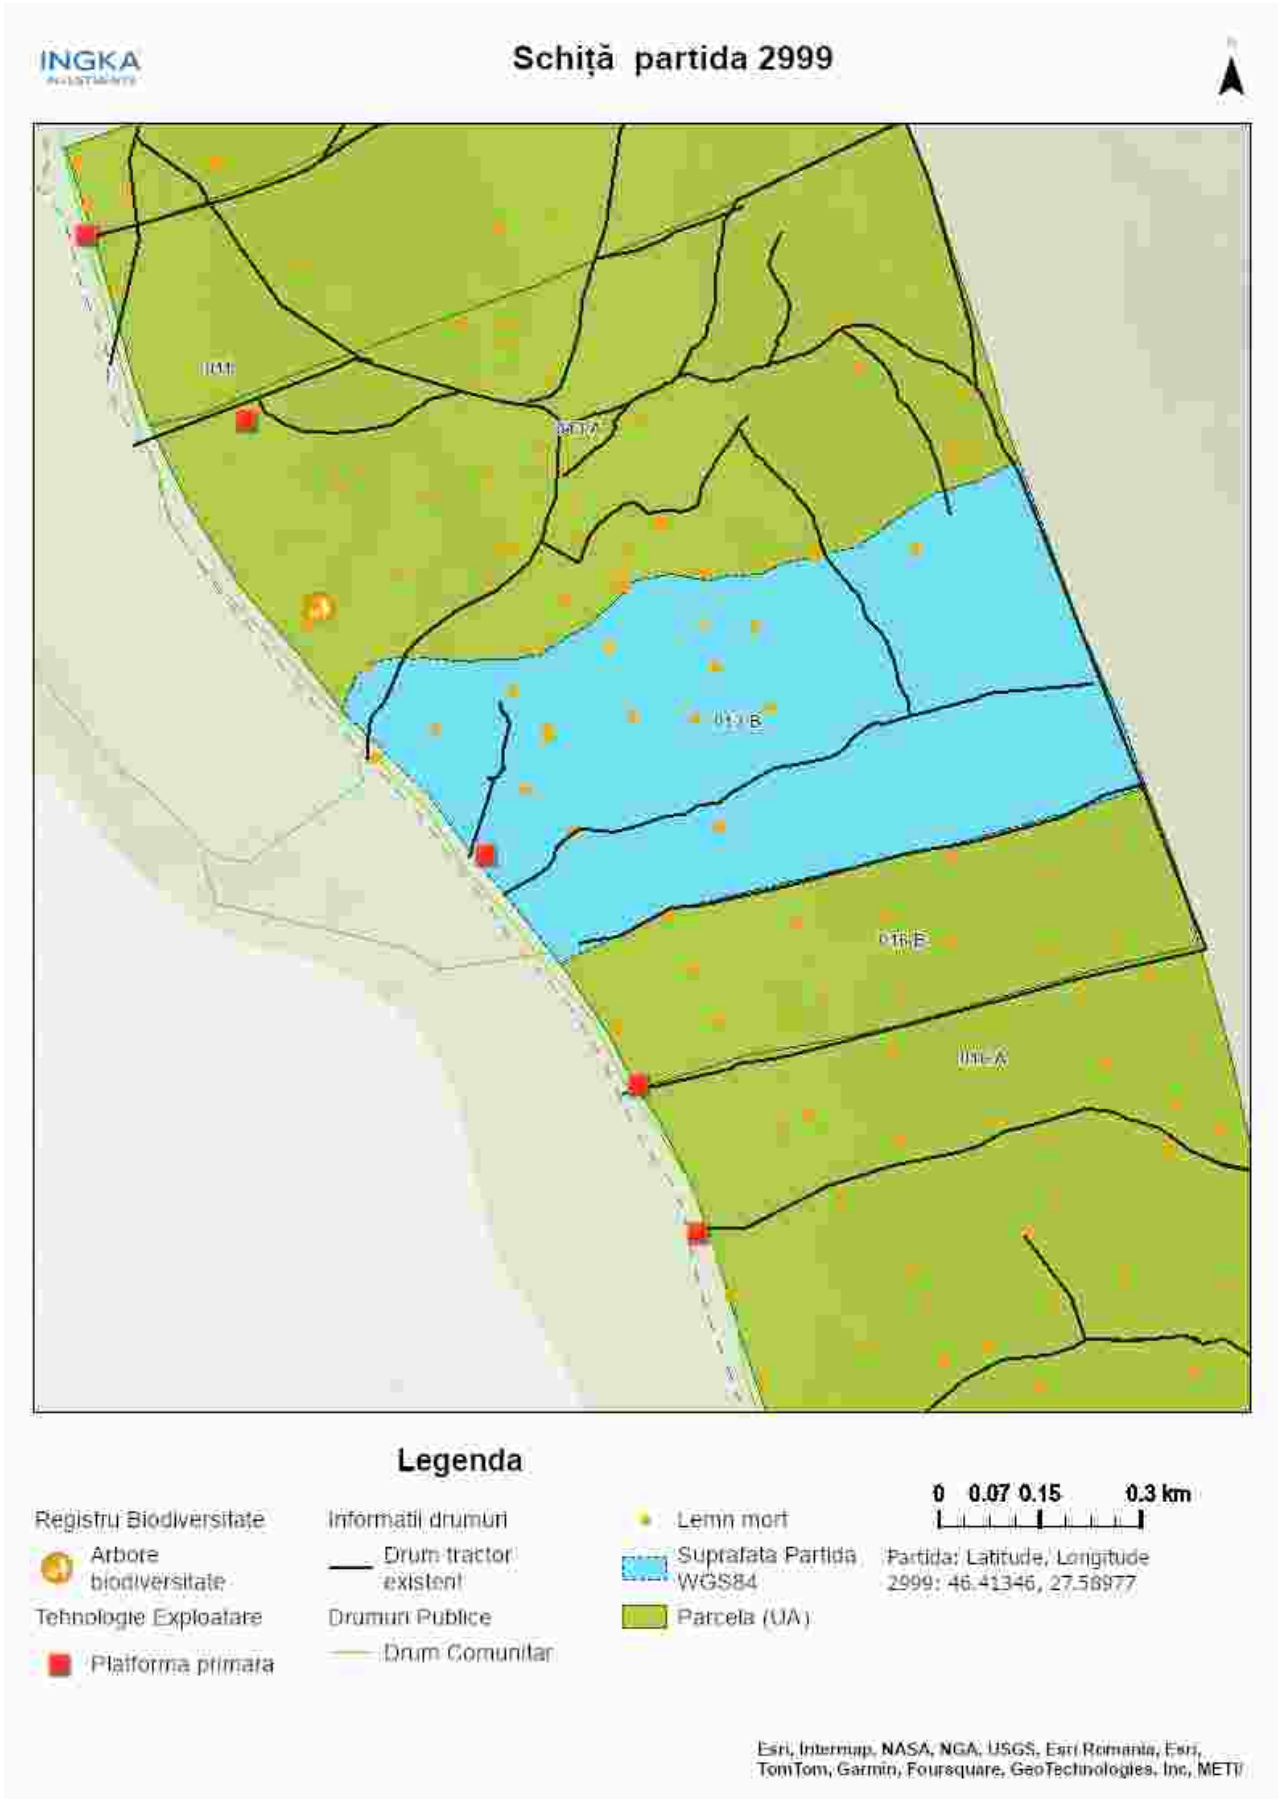 INGKA
Schiță partida 2999
017-B
016-B
016-A
Legenda
Registru Biodiversitate
Arbore
biodiversitate
Tehnologie Exploatare
Platforma primara
Informatii drumuri
Drum tractor
existent
Drumuri Publice
Drum Comunitar
Lemn mort
Suprafata Partida
WGS84
Parcela (UA)
0 0.07 0.15 0.3 km
Partida: Latitude, Longitude
2999: 46.41346, 27.58977
Esri, Intermap, NASA, NGA, USGS, Esri Romania, Esri,
TomTom, Garmin, Foursquare, GeoTechnologies, Inc, METI/